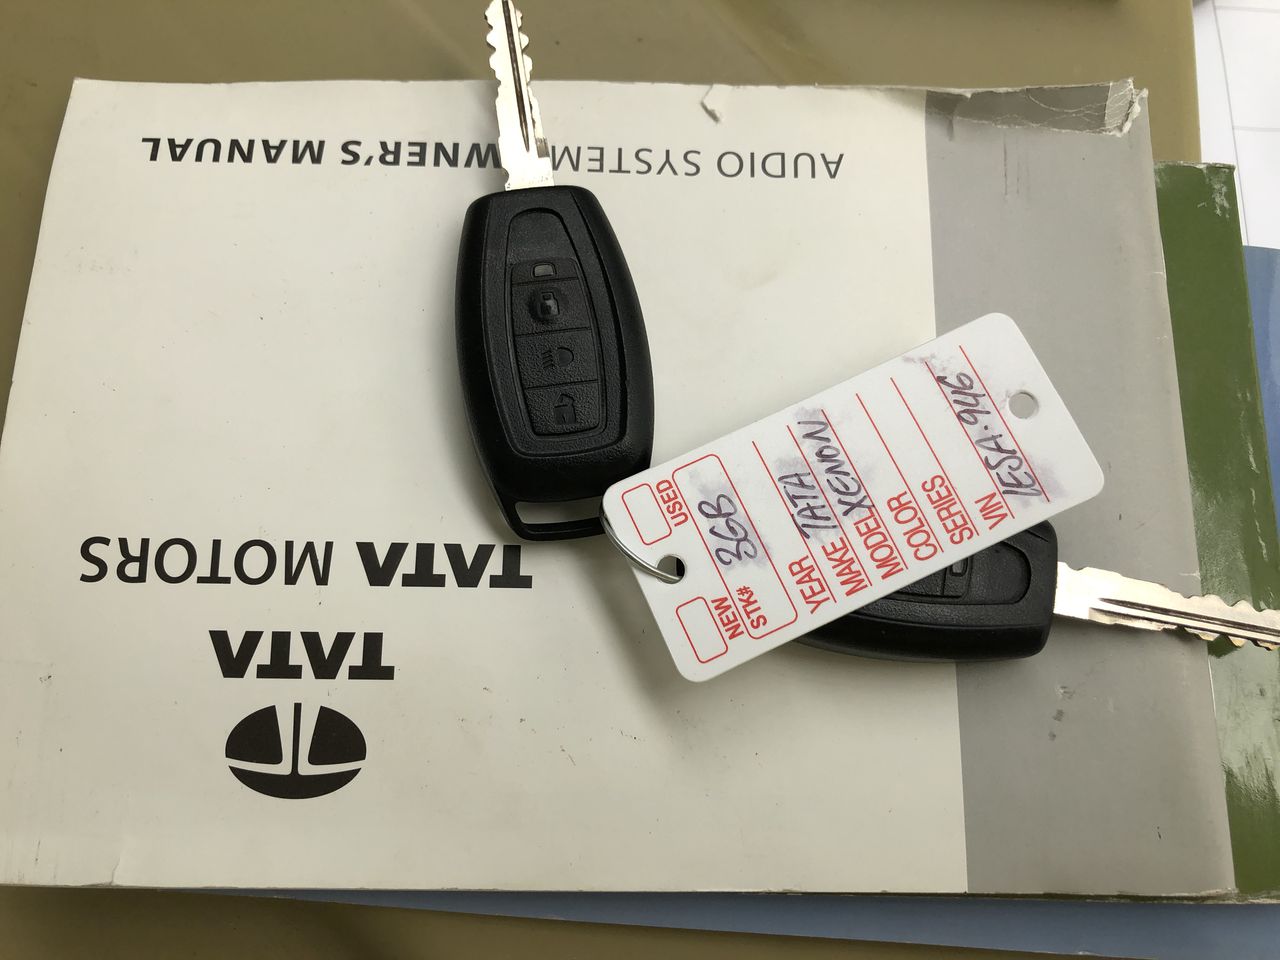 AUDIO SYSTEM OWNER'S MANUAL
TATA MOTORS
TATA
USED
NEW
STK# 368
YEAR
MAKE TATA
MODEL XENON
COLOR
SERIES
VIN 1ESA·946